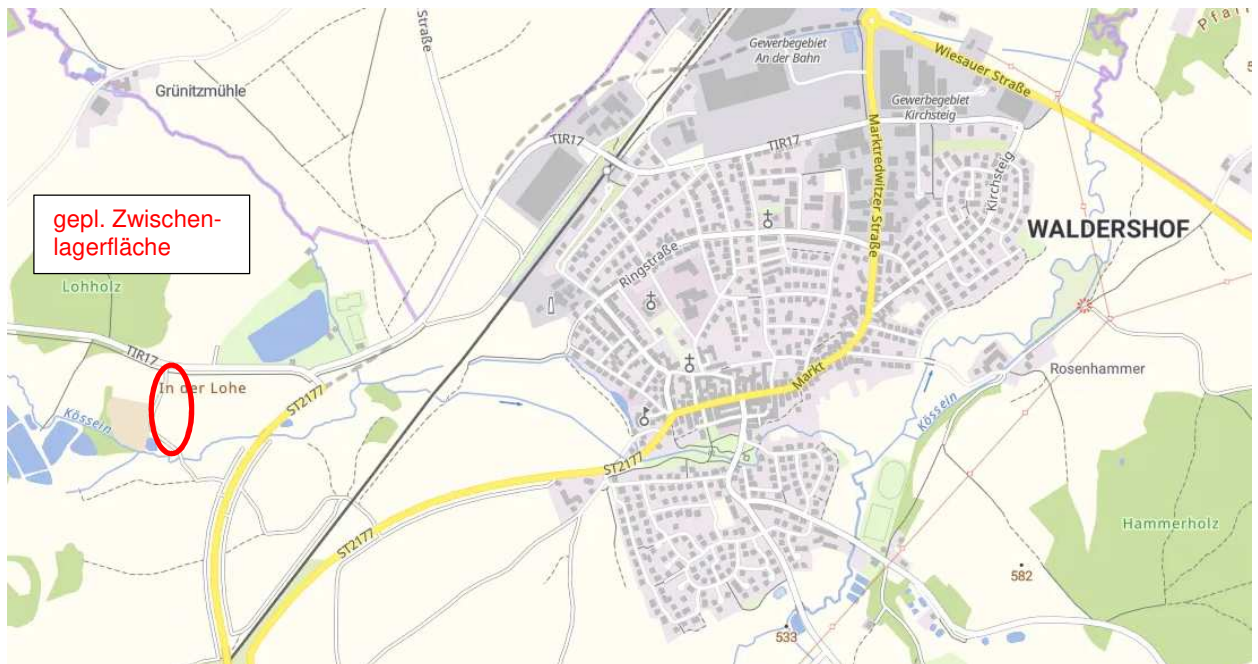 Straße
Pfa
Gewerbegebiet
An der Bahn
Wiesauer Straße
Grünitzmühle
Gewerbegebiet
Kirchsteig
TIR17
TIR17
Marktredwitzer Straße
Kirchsteig
gepl. Zwischen-
lagerfläche
WALDERSHOF
Ringstraße
Lohholz
TIR17
Rosenhammer
In der Lohe
Markt
Kössein
Kössein
ST2177
ST2177
ST2177
Hammerholz
582
533